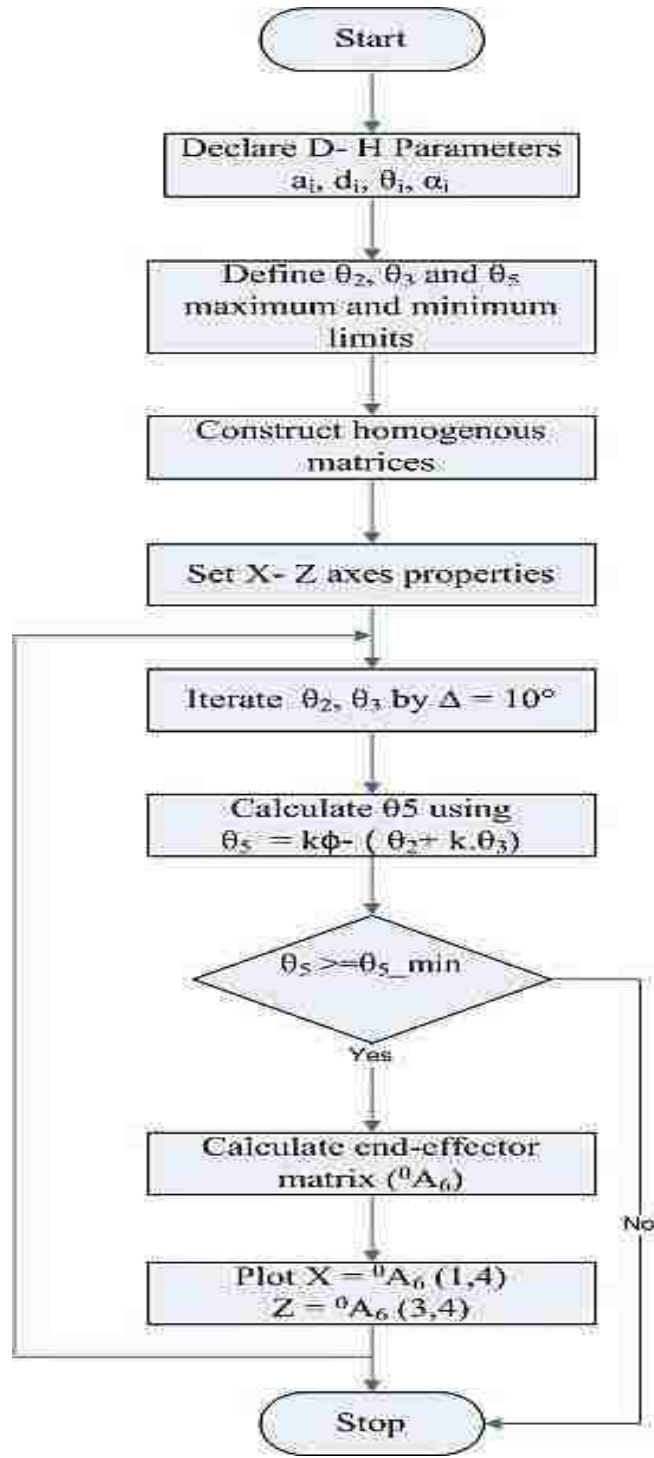 Start
Declare D- H Parameters
aᵢ, dᵢ, θᵢ, αᵢ
Define θ₂, θ₃ and θ₅
maximum and minimum
limits
Construct homogenous
matrices
Set X- Z axes properties
Iterate θ₂, θ₃ by Δ = 10°
Calculate θ5 using
θ₅ = kϕ- ( θ₂+ k.θ₃)
θ₅ >=θ₅_min
Yes
Calculate end-effector
matrix (⁰A₆)
No
Plot X = ⁰A₆ (1,4)
Z = ⁰A₆ (3,4)
Stop